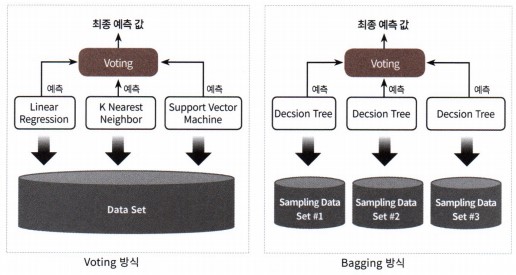 최종 예측 값
Voting
예측
예측
예측
Linear
Regression
K Nearest
Neighbor
Support Vector
Machine
Data Set
Voting 방식
최종 예측 값
Voting
예측
예측
예측
Decsion Tree
Decsion Tree
Decsion Tree
Sampling Data
Set #1
Sampling Data
Set #2
Sampling Data
Set #3
Bagging 방식